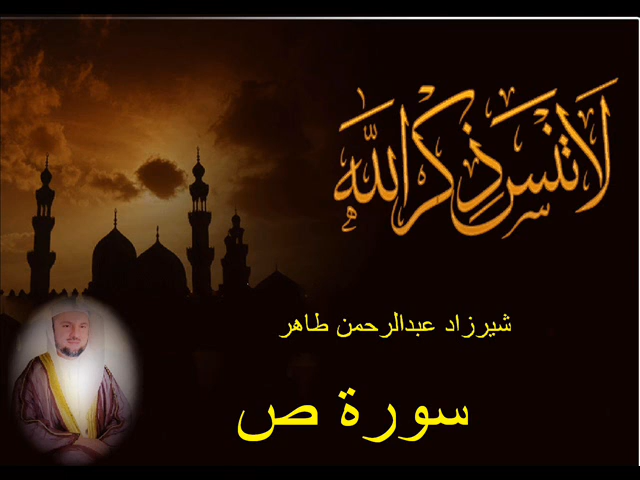 لا تنس ذكر الله
شيرزاد عبدالرحمن طاهر
سورة ص